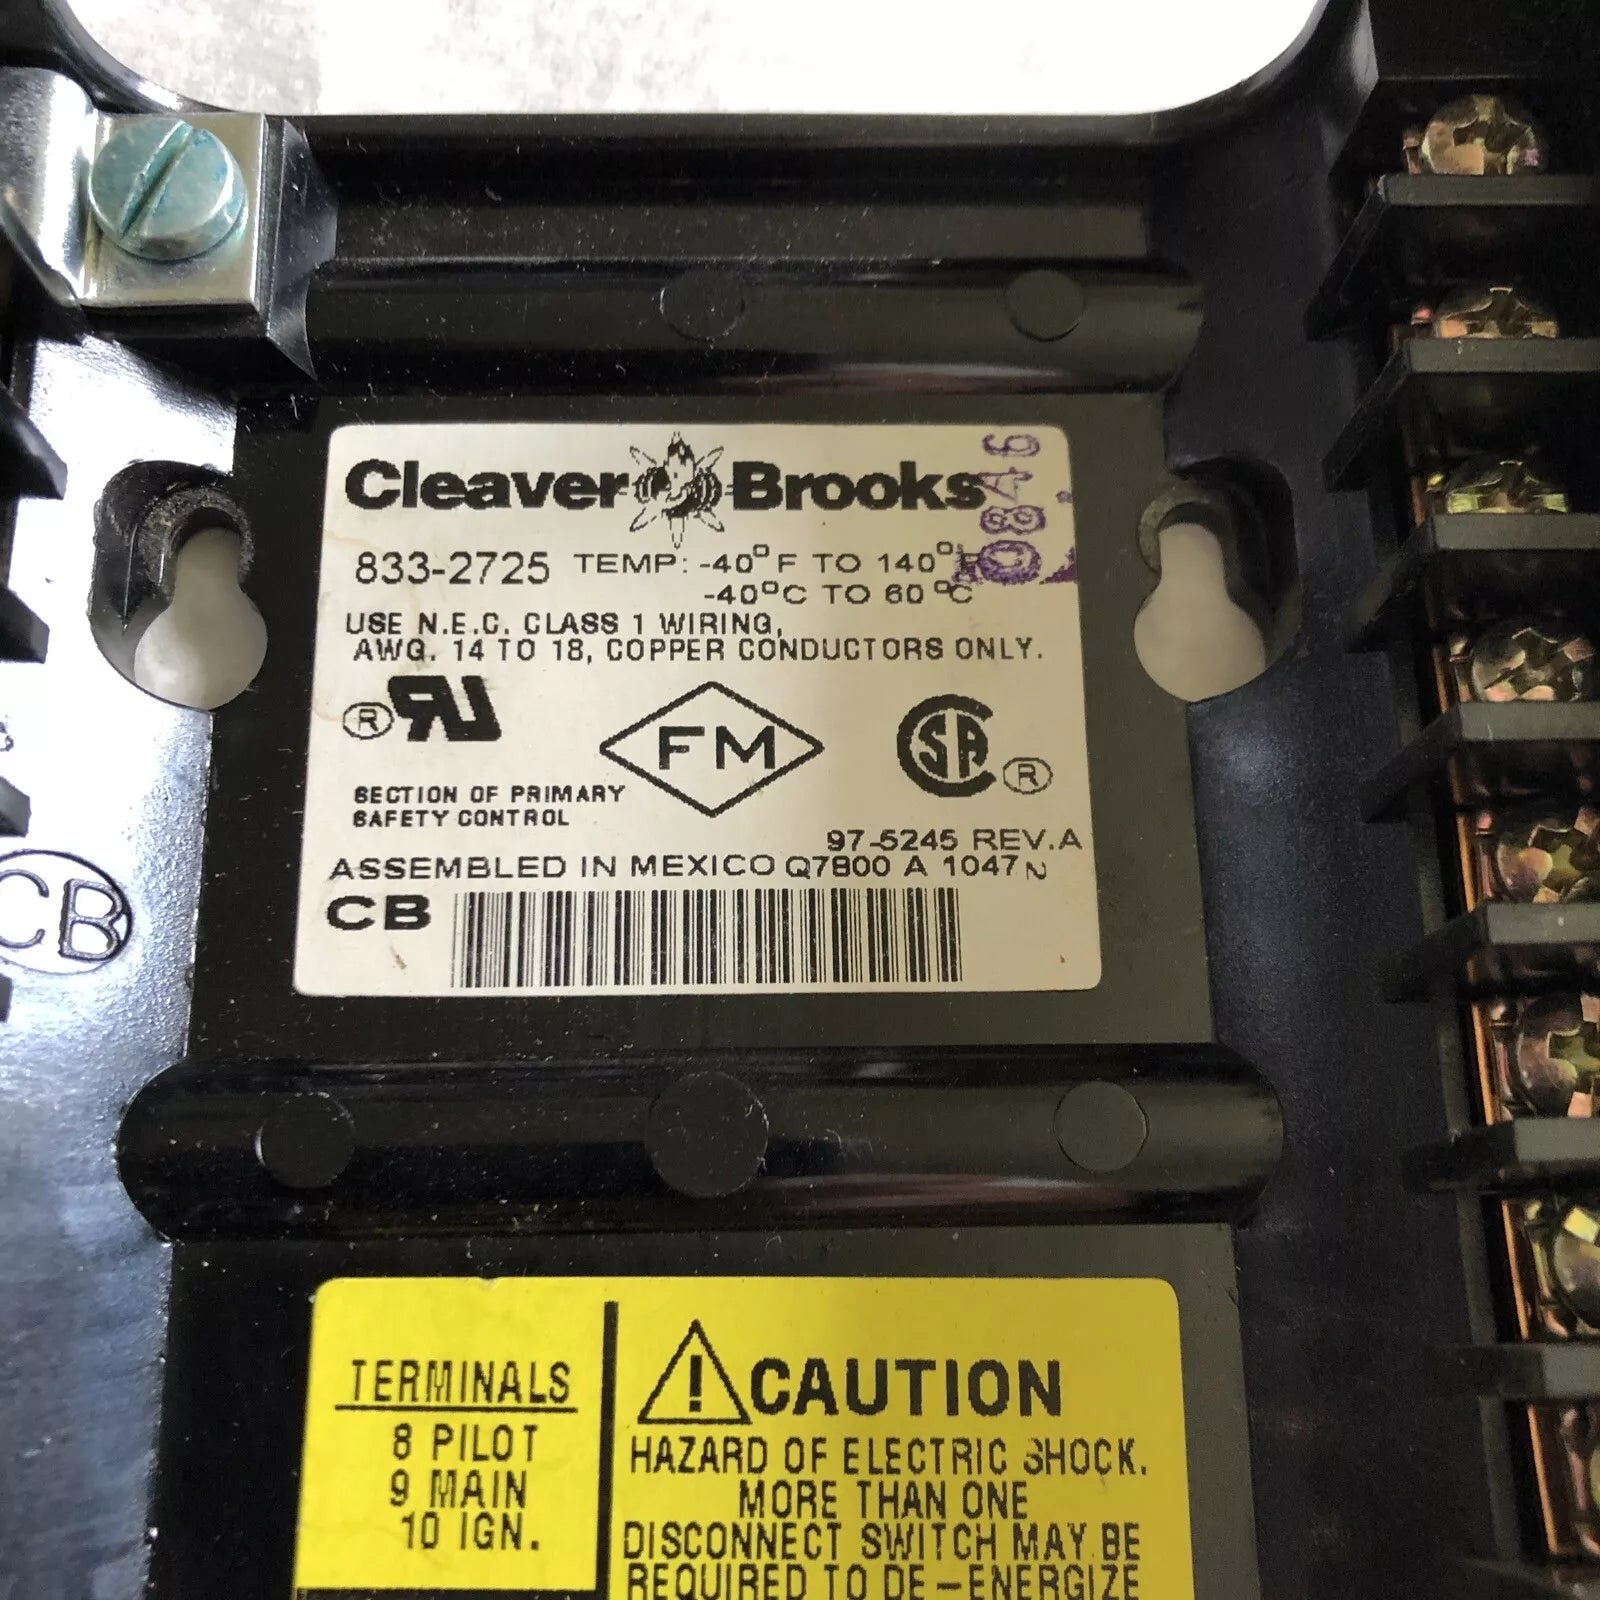 Cleaver Brooks
833-2725 TEMP: -40°F TO 140°F
-40°C TO 60°C
08846
USE N.E.C. CLASS 1 WIRING,
AWG. 14 TO 18, COPPER CONDUCTORS ONLY.
® RU FM CSA ®
SECTION OF PRIMARY
SAFETY CONTROL
97-5245 REV.A
ASSEMBLED IN MEXICO Q7800 A 1047 N
CB
CB
TERMINALS
8 PILOT
9 MAIN
10 IGN.
CAUTION
HAZARD OF ELECTRIC SHOCK.
MORE THAN ONE
DISCONNECT SWITCH MAY BE
REQUIRED TO DE-ENERGIZE